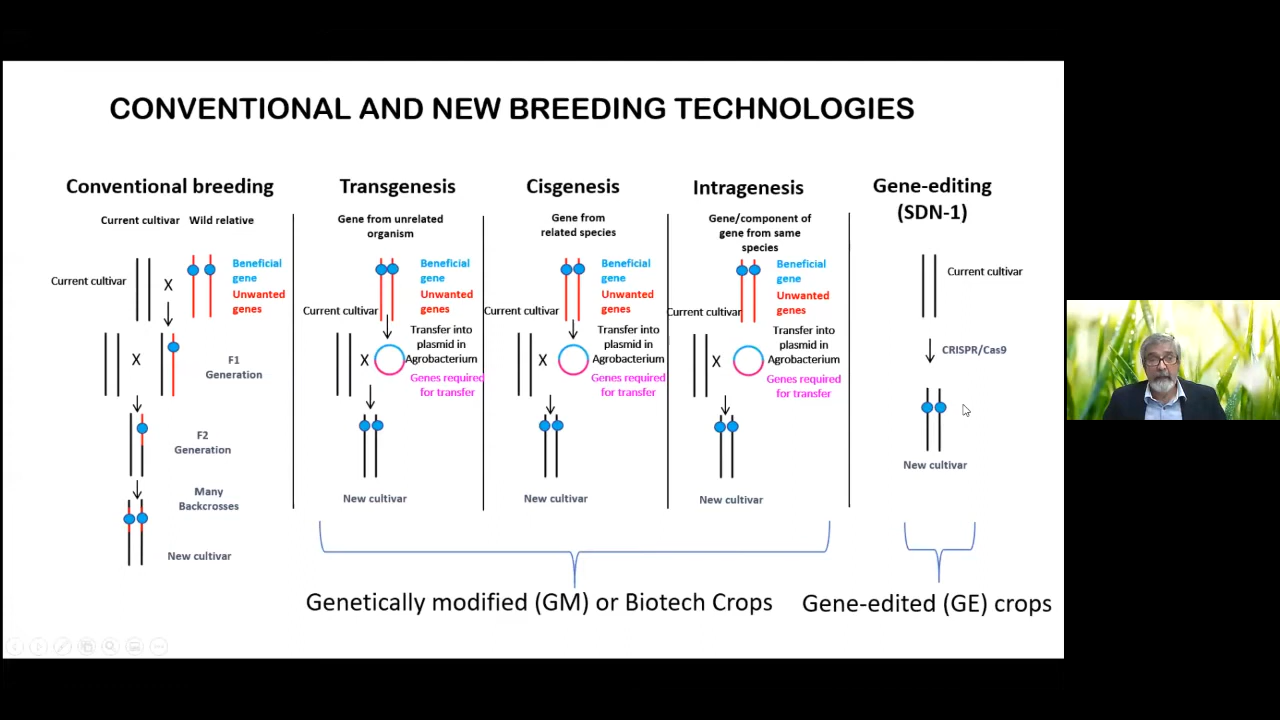 CONVENTIONAL AND NEW BREEDING TECHNOLOGIES
Conventional breeding
Current cultivar Wild relative
Current cultivar
X
Beneficial
gene
Unwanted
genes
X
F1
Generation
F2
Generation
Many
Backcrosses
New cultivar
Transgenesis
Gene from unrelated
organism
Beneficial
gene
Unwanted
genes
Current cultivar
X
Transfer into
plasmid in
Agrobacterium
Genes required
for transfer
New cultivar
Cisgenesis
Gene from
related species
Beneficial
gene
Unwanted
genes
Current cultivar
X
Transfer into
plasmid in
Agrobacterium
Genes required
for transfer
New cultivar
Intragenesis
Gene/component of
gene from same
species
Beneficial
gene
Unwanted
genes
Current cultivar
X
Transfer into
plasmid in
Agrobacterium
Genes required
for transfer
New cultivar
Gene-editing
(SDN-1)
Current cultivar
CRISPR/Cas9
New cultivar
Genetically modified (GM) or Biotech Crops
Gene-edited (GE) crops